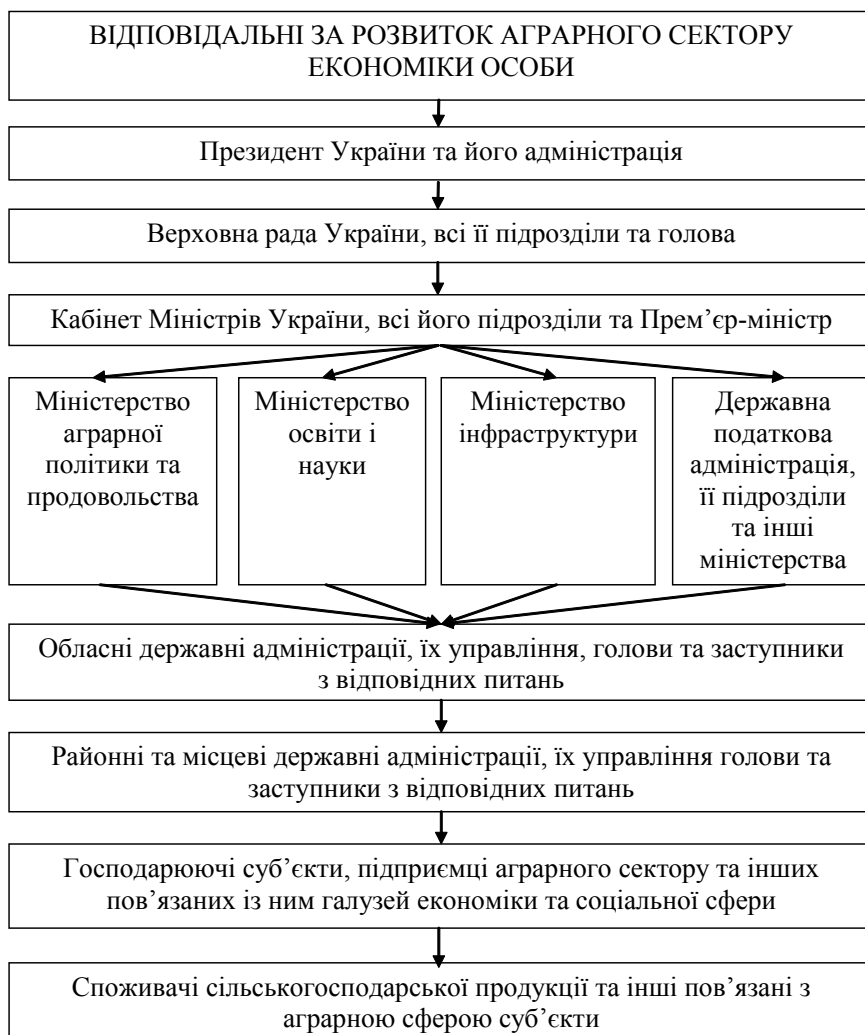 ВІДПОВІДАЛЬНІ ЗА РОЗВИТОК АГРАРНОГО СЕКТОРУ
ЕКОНОМІКИ ОСОБИ
Президент України та його адміністрація
Верховна рада України, всі її підрозділи та голова
Кабінет Міністрів України, всі його підрозділи та Прем’єр-міністр
Міністерство
аграрної
політики та
продовольства
Міністерство
освіти і
науки
Міністерство
інфраструктури
Державна
податкова
адміністрація,
її підрозділи
та інші
міністерства
Обласні державні адміністрації, їх управління, голови та заступники
з відповідних питань
Районні та місцеві державні адміністрації, їх управління голови та
заступники з відповідних питань
Господарюючі суб’єкти, підприємці аграрного сектору та інших
пов’язаних із ним галузей економіки та соціальної сфери
Споживачі сільськогосподарської продукції та інші пов’язані з
аграрною сферою суб’єкти